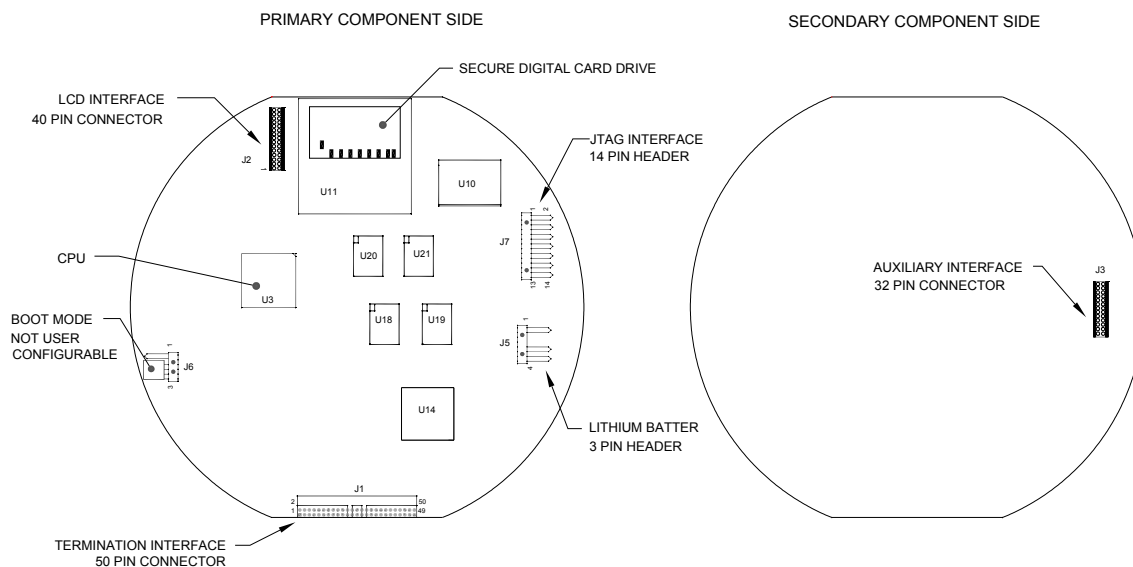 PRIMARY COMPONENT SIDE
SECONDARY COMPONENT SIDE
SECURE DIGITAL CARD DRIVE
LCD INTERFACE
40 PIN CONNECTOR
J2
1
U11
U10
JTAG INTERFACE
14 PIN HEADER
1 2
J7
13 14
U20
U21
CPU
U3
AUXILIARY INTERFACE
32 PIN CONNECTOR
J3
BOOT MODE
NOT USER
CONFIGURABLE
1
J6
3
U18
U19
1
J5
4
U14
LITHIUM BATTER
3 PIN HEADER
J1
2 50
1 49
TERMINATION INTERFACE
50 PIN CONNECTOR